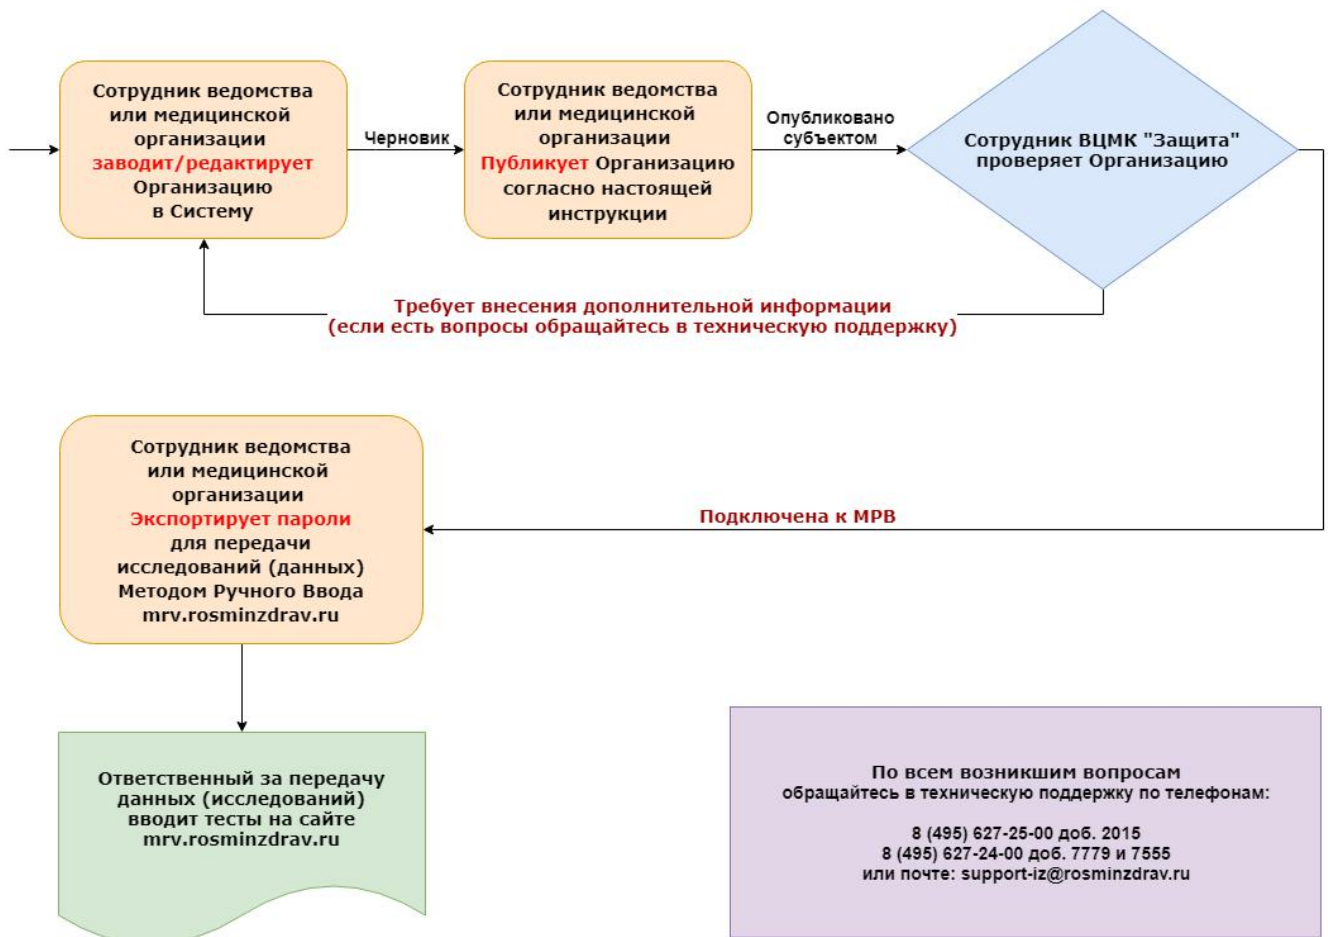 Сотрудник ведомства
или медицинской
организации
заводит/редактирует
Организацию
в Систему
Черновик
Сотрудник ведомства
или медицинской
организации
Публикует Организацию
согласно настоящей
инструкции
Опубликовано
субъектом
Сотрудник ВЦМК "Защита"
проверяет Организацию
Требует внесения дополнительной информации
(если есть вопросы обращайтесь в техническую поддержку)
Сотрудник ведомства
или медицинской
организации
Экспортирует пароли
для передачи
исследований (данных)
Методом Ручного Ввода
mrv.rosminzdrav.ru
Подключена к МРВ
Ответственный за передачу
данных (исследований)
вводит тесты на сайте
mrv.rosminzdrav.ru
По всем возникшим вопросам
обращайтесь в техническую поддержку по телефонам:
8 (495) 627-25-00 доб. 2015
8 (495) 627-24-00 доб. 7779 и 7555
или почте: support-iz@rosminzdrav.ru